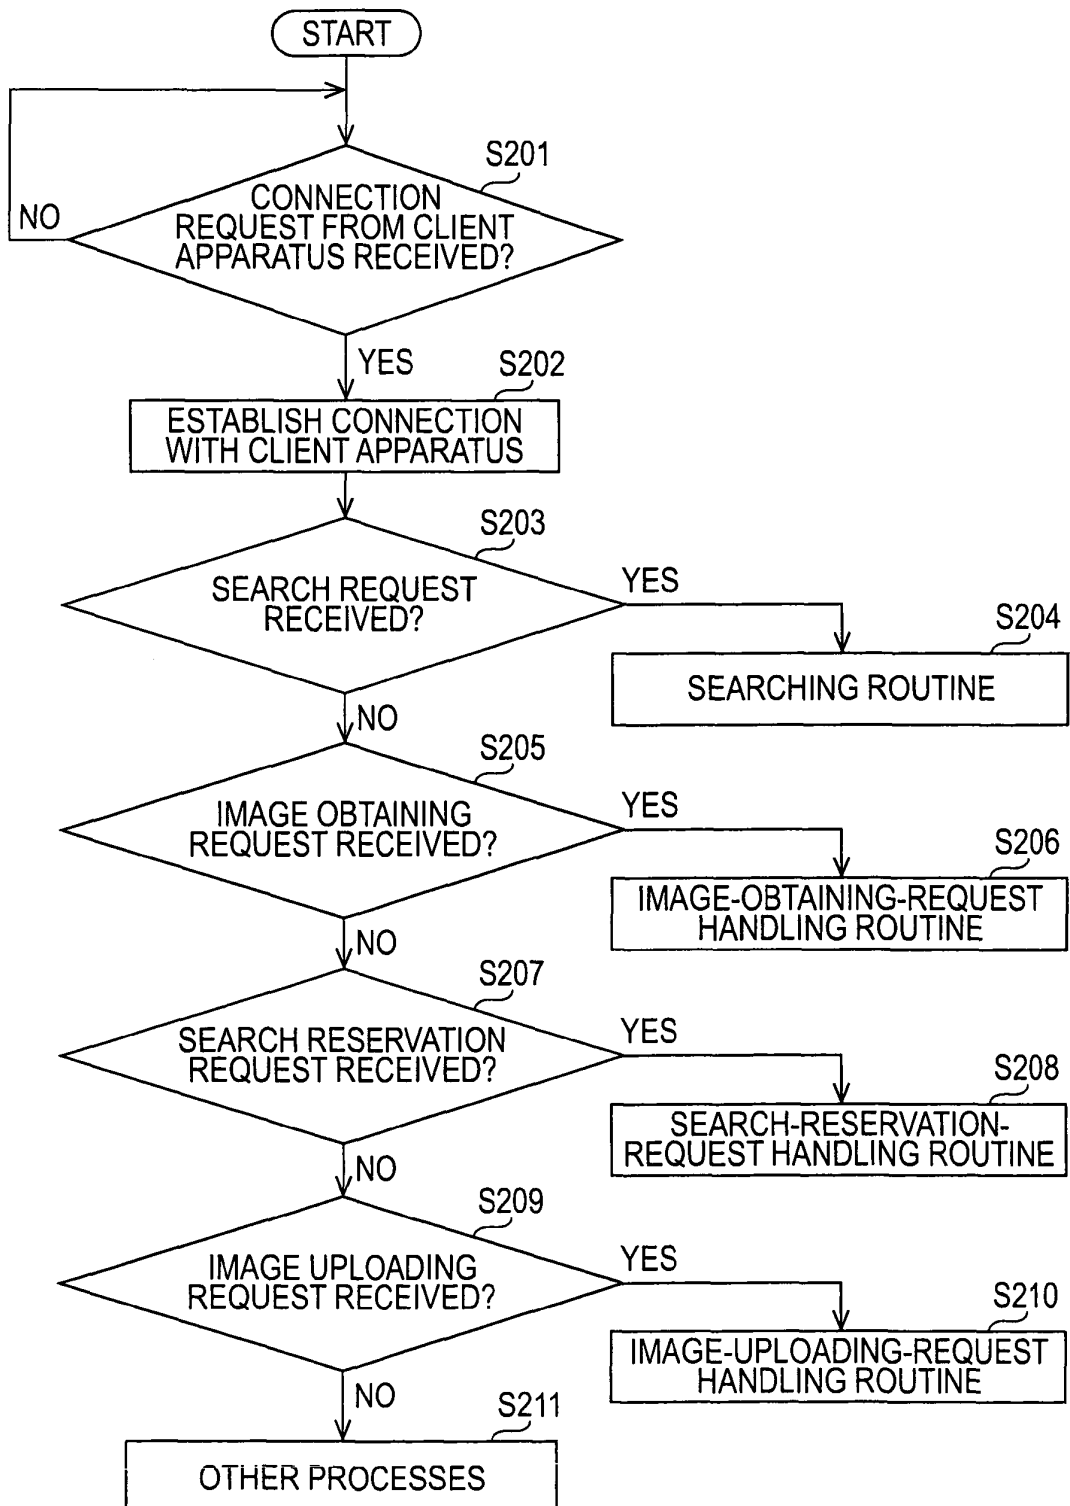 START
S201
CONNECTION
REQUEST FROM CLIENT
APPARATUS RECEIVED?
NO
YES
S202
ESTABLISH CONNECTION
WITH CLIENT APPARATUS
S203
SEARCH REQUEST
RECEIVED?
YES
S204
SEARCHING ROUTINE
NO
S205
IMAGE OBTAINING
REQUEST RECEIVED?
YES
S206
IMAGE-OBTAINING-REQUEST
HANDLING ROUTINE
NO
S207
SEARCH RESERVATION
REQUEST RECEIVED?
YES
S208
SEARCH-RESERVATION-
REQUEST HANDLING ROUTINE
NO
S209
IMAGE UPLOADING
REQUEST RECEIVED?
YES
S210
IMAGE-UPLOADING-REQUEST
HANDLING ROUTINE
NO
S211
OTHER PROCESSES